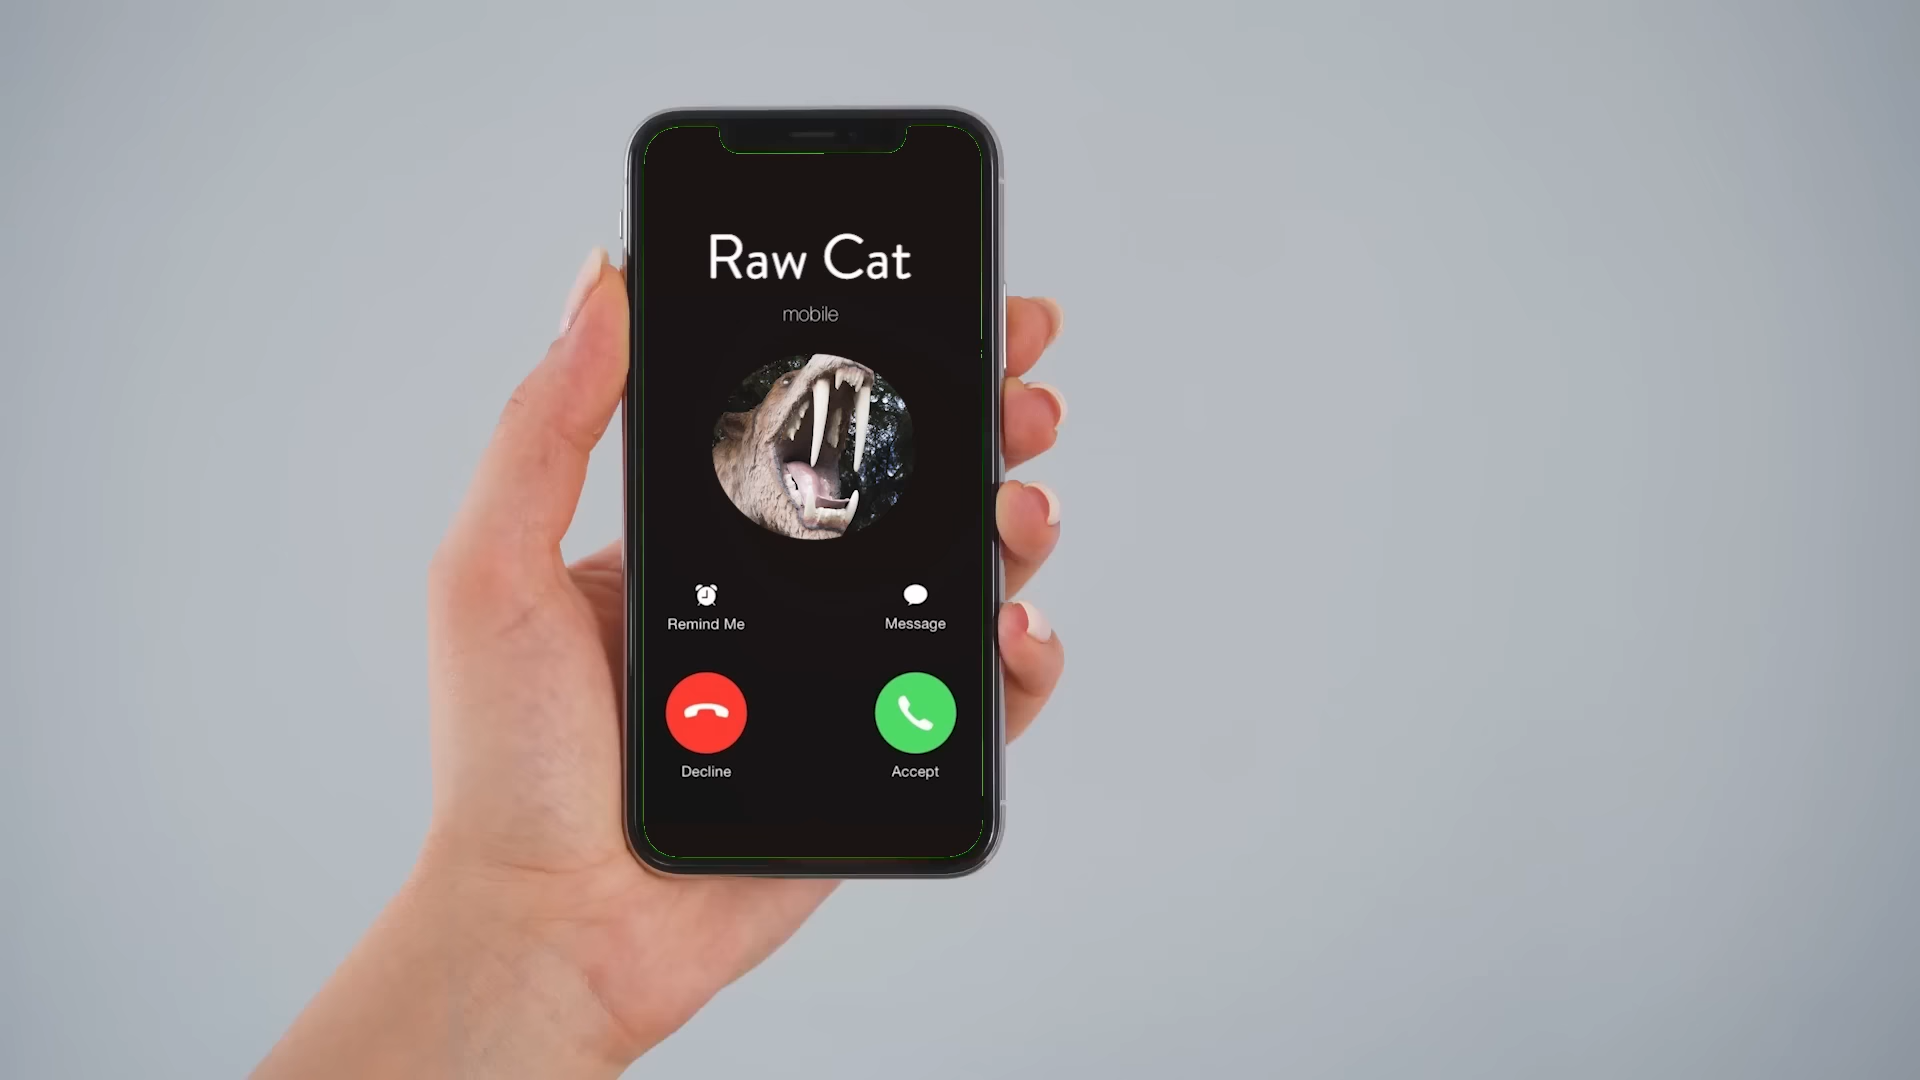 Raw Cat
mobile
Remind Me
Message
Decline
Accept